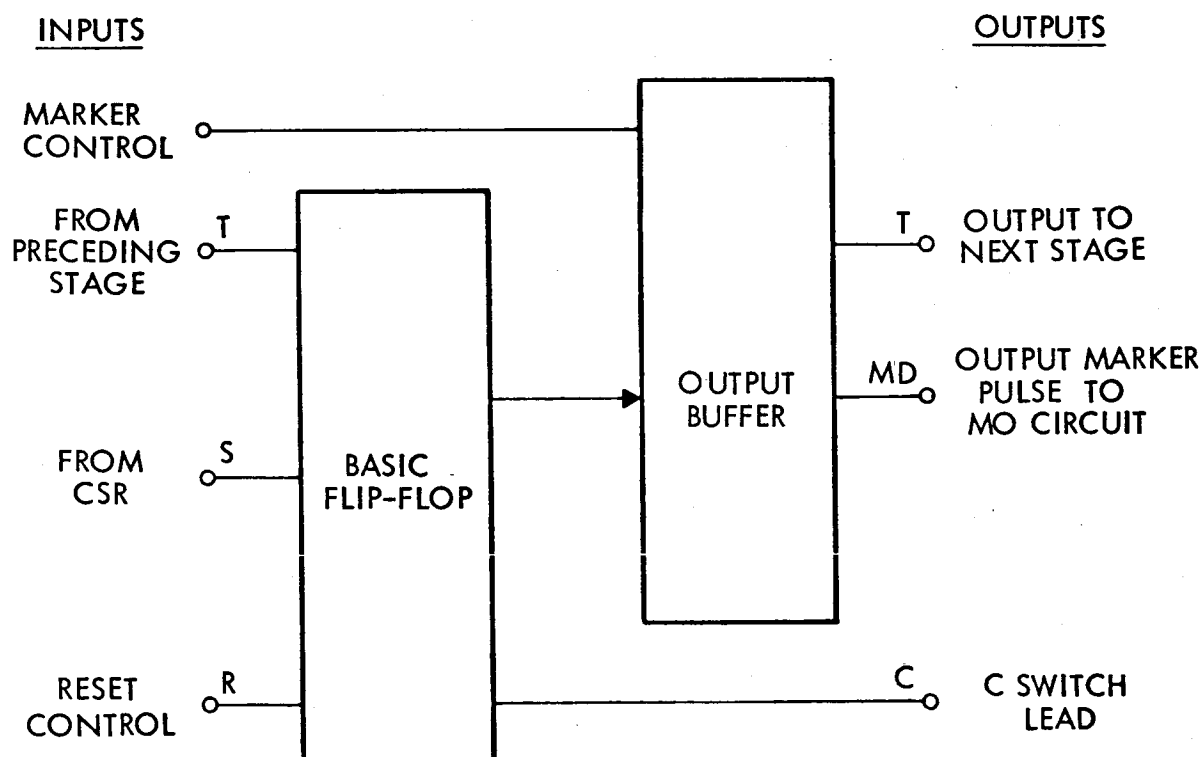 INPUTS
OUTPUTS
MARKER
CONTROL
FROM
PRECEDING
STAGE
T
T
OUTPUT TO
NEXT STAGE
OUTPUT
BUFFER
MD
OUTPUT MARKER
PULSE TO
MO CIRCUIT
FROM
CSR
S
BASIC
FLIP-FLOP
RESET
CONTROL
R
C
C SWITCH
LEAD